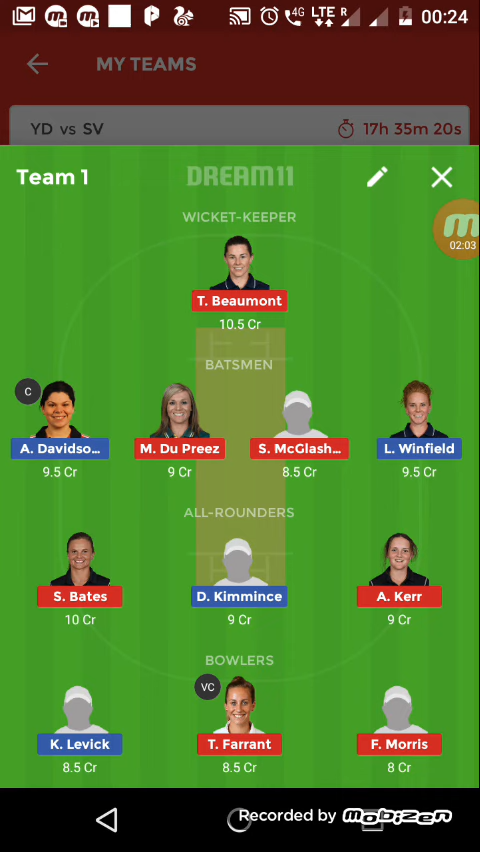 4G LTE R 00:24
MY TEAMS
YD vs SV 17h 35m 20s
Team 1 DREAM11
WICKET-KEEPER
02:03
T. Beaumont
10.5 Cr
BATSMEN
C
A. Davidso... M. Du Preez S. McGlash... L. Winfield
9.5 Cr 9 Cr 8.5 Cr 9.5 Cr
ALL-ROUNDERS
S. Bates D. Kimmince A. Kerr
10 Cr 9 Cr 9 Cr
BOWLERS
VC
K. Levick T. Farrant F. Morris
8.5 Cr 8.5 Cr 8 Cr
Recorded by Mobizen